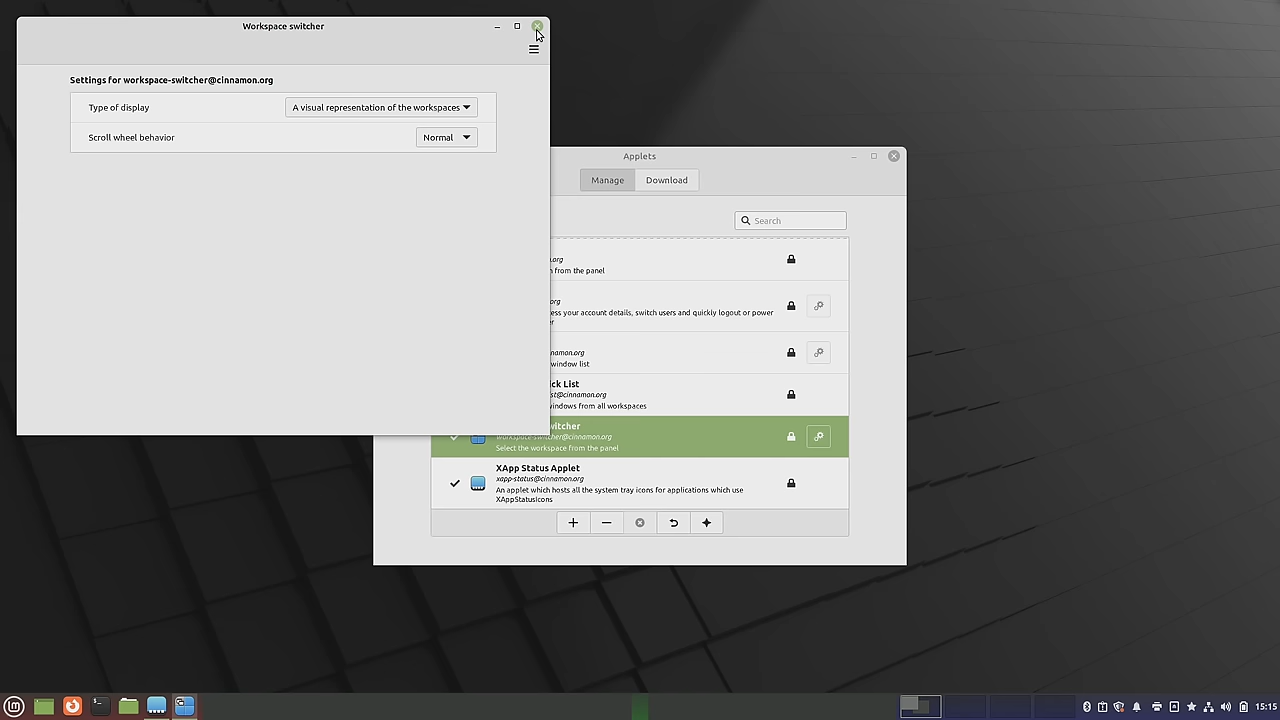 Workspace switcher
Settings for workspace-switcher@cinnamon.org
Type of display
A visual representation of the workspaces
Scroll wheel behavior
Normal
Applets
Manage
Download
Search
.org
from the panel
org
ess your account details, switch users and quickly logout or power
er
namon.org
window list
ick List
st@cinnamon.org
windows from all workspaces
witcher
workspace-switcher@cinnamon.org
Select the workspace from the panel
XApp Status Applet
xapp-status@cinnamon.org
An applet which hosts all the system tray icons for applications which use
XAppStatusIcons
15:15